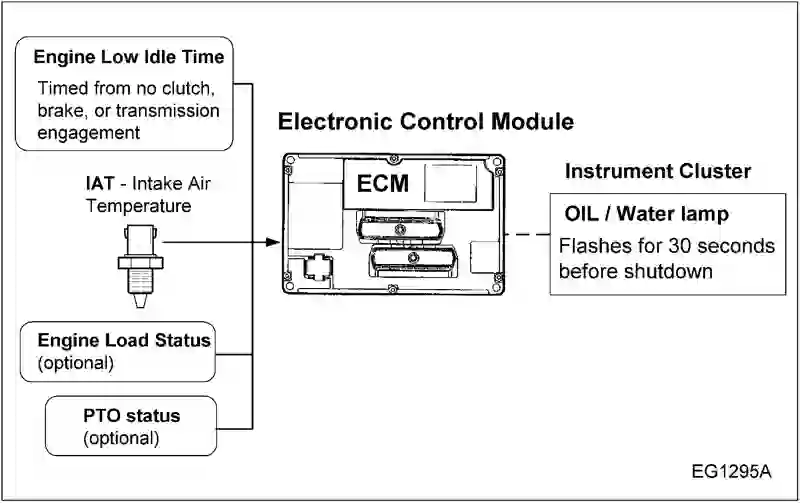 Engine Low Idle Time
Timed from no clutch,
brake, or transmission
engagement
IAT - Intake Air
Temperature
Engine Load Status
(optional)
PTO status
(optional)
Electronic Control Module
ECM
Instrument Cluster
OIL / Water lamp
Flashes for 30 seconds
before shutdown
EG1295A